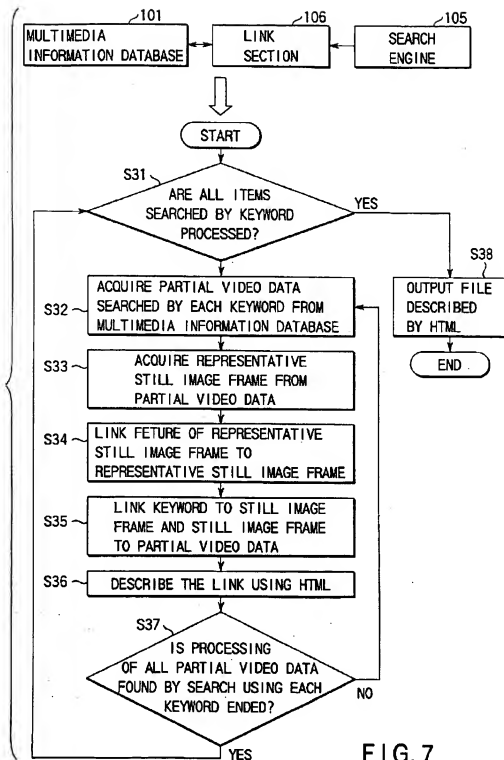 101
106
105
MULTIMEDIA
INFORMATION DATABASE
LINK
SECTION
SEARCH
ENGINE
START
S31
ARE ALL ITEMS
SEARCHED BY KEYWORD
PROCESSED?
YES
S38
OUTPUT FILE
DESCRIBED
BY HTML
END
S32
ACQUIRE PARTIAL VIDEO DATA
SEARCHED BY EACH KEYWORD FROM
MULTIMEDIA INFORMATION DATABASE
S33
ACQUIRE REPRESENTATIVE
STILL IMAGE FRAME FROM
PARTIAL VIDEO DATA
S34
LINK FETURE OF REPRESENTATIVE
STILL IMAGE FRAME TO
REPRESENTATIVE STILL IMAGE FRAME
S35
LINK KEYWORD TO STILL IMAGE
FRAME AND STILL IMAGE FRAME
TO PARTIAL VIDEO DATA
S36
DESCRIBE THE LINK USING HTML
S37
IS PROCESSING
OF ALL PARTIAL VIDEO DATA
FOUND BY SEARCH USING EACH
KEYWORD ENDED?
NO
YES
FIG. 7